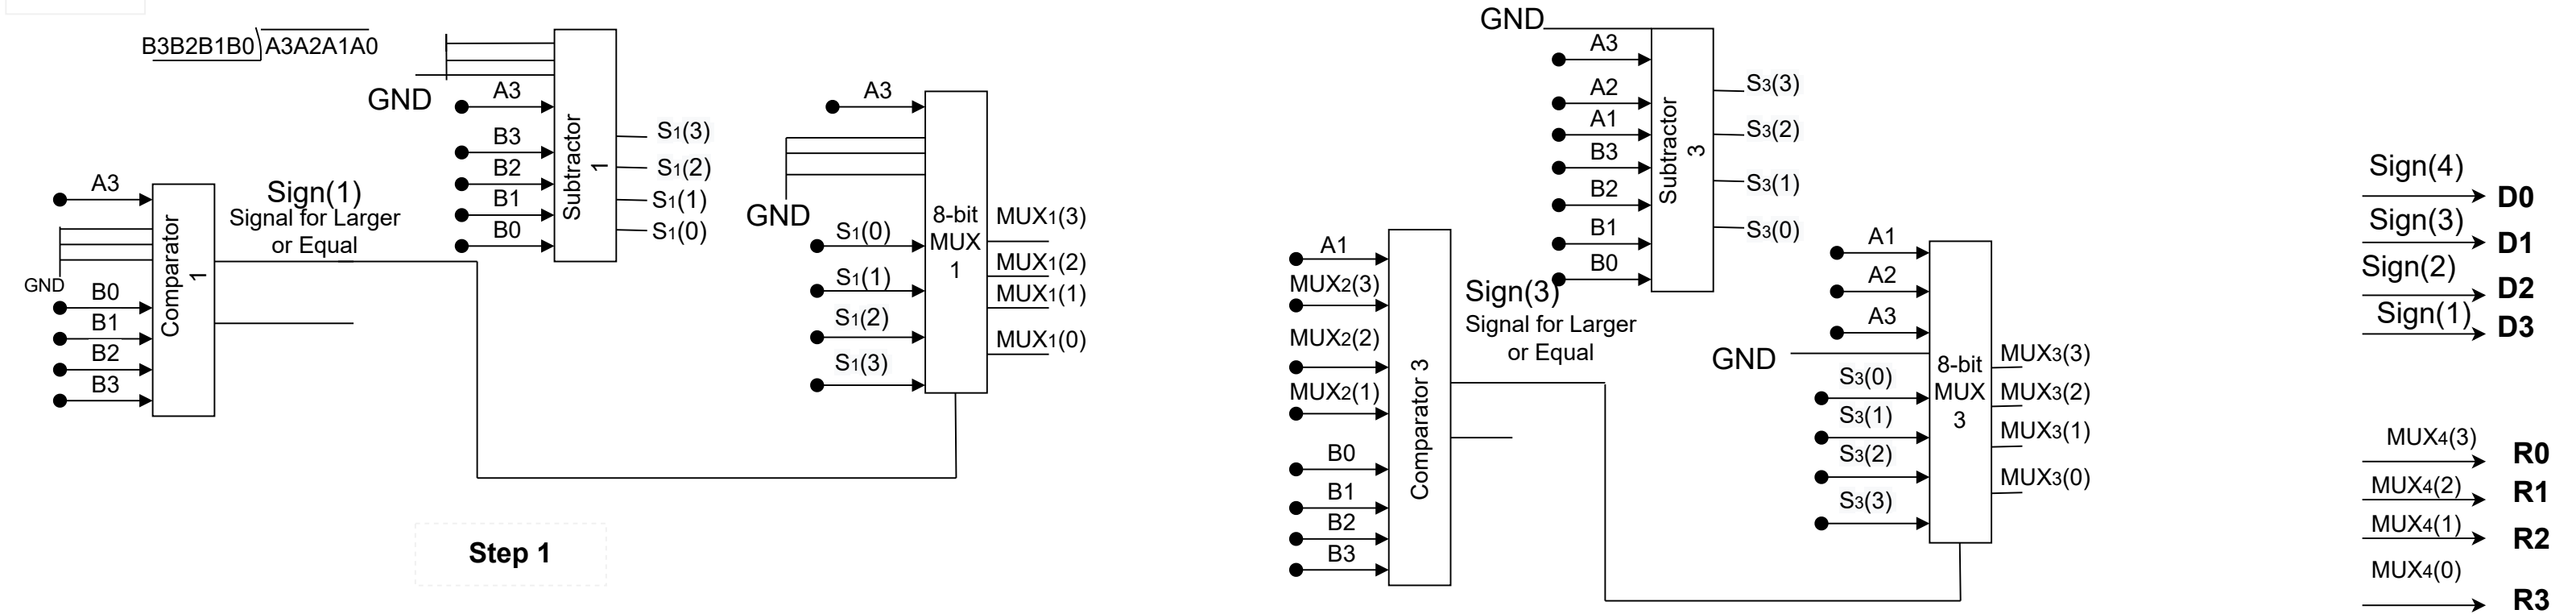 B3B2B1B0 A3A2A1A0
A3
GND
B0
B1
B2
B3
Comparator
1
Sign(1)
Signal for Larger
or Equal
GND
A3
B3
B2
B1
B0
Subtractor
1
S1(3)
S1(2)
S1(1)
S1(0)
A3
GND
S1(0)
S1(1)
S1(2)
S1(3)
8-bit
MUX
1
MUX1(3)
MUX1(2)
MUX1(1)
MUX1(0)
Step 1
GND
A3
A2
A1
B3
B2
B1
B0
Subtractor
3
S3(3)
S3(2)
S3(1)
S3(0)
A1
MUX2(3)
MUX2(2)
MUX2(1)
B0
B1
B2
B3
Comparator 3
Sign(3)
Signal for Larger
or Equal
A1
A2
A3
GND
S3(0)
S3(1)
S3(2)
S3(3)
8-bit
MUX
3
MUX3(3)
MUX3(2)
MUX3(1)
MUX3(0)
Sign(4) D0
Sign(3) D1
Sign(2) D2
Sign(1) D3
MUX4(3) R0
MUX4(2) R1
MUX4(1) R2
MUX4(0) R3